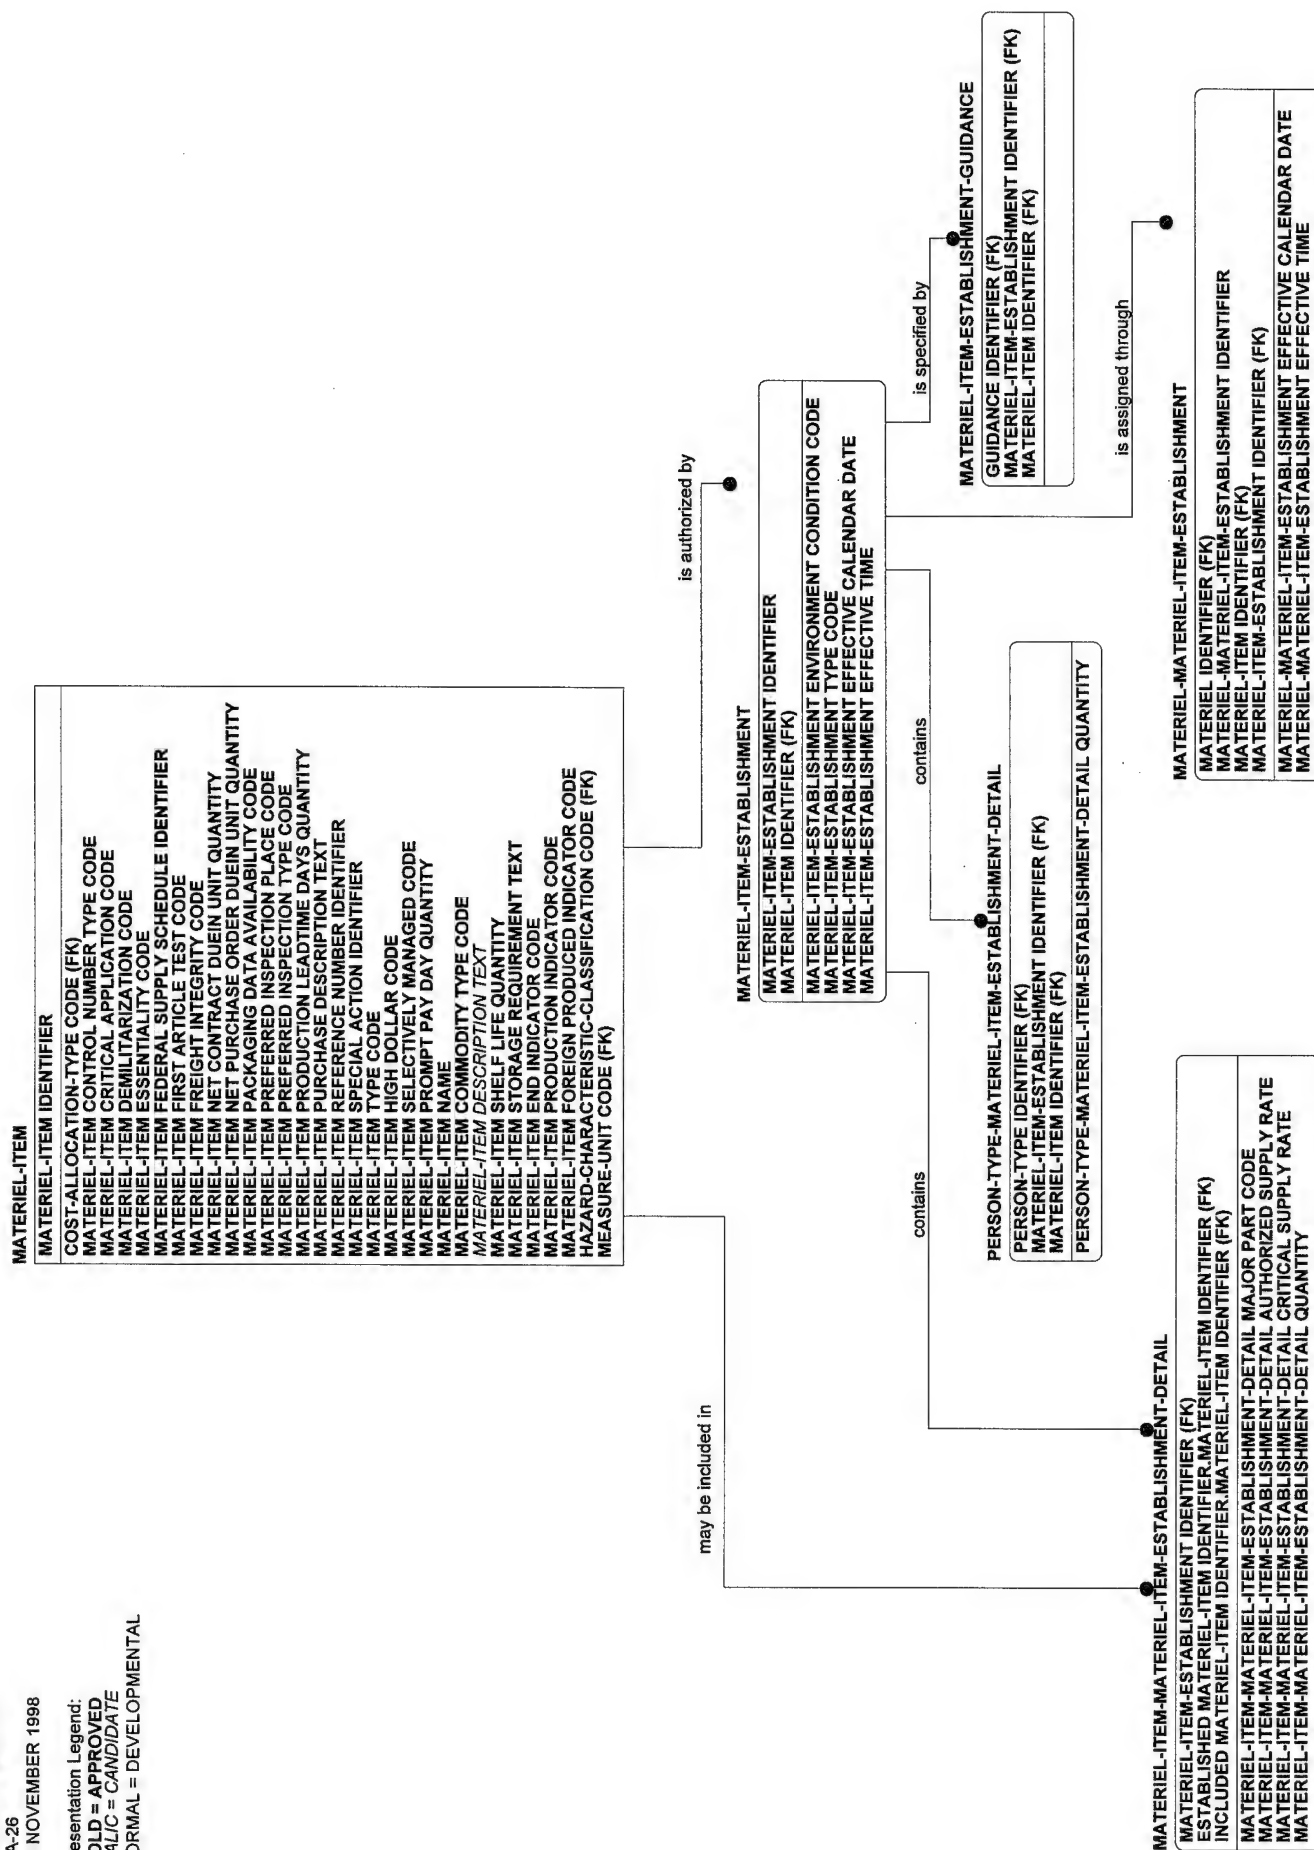 A-26
NOVEMBER 1998
esentation Legend:
OLD = APPROVED
ALIC = CANDIDATE
ORMAL = DEVELOPMENTAL
MATERIEL-ITEM
MATERIEL-ITEM IDENTIFIER
COST-ALLOCATION-TYPE CODE (FK)
MATERIEL-ITEM CONTROL NUMBER TYPE CODE
MATERIEL-ITEM CRITICAL APPLICATION CODE
MATERIEL-ITEM DEMILITARIZATION CODE
MATERIEL-ITEM ESSENTIALITY CODE
MATERIEL-ITEM FEDERAL SUPPLY SCHEDULE IDENTIFIER
MATERIEL-ITEM FIRST ARTICLE TEST CODE
MATERIEL-ITEM FREIGHT INTEGRITY CODE
MATERIEL-ITEM NET CONTRACT DUEIN UNIT QUANTITY
MATERIEL-ITEM NET PURCHASE ORDER DUEIN UNIT QUANTITY
MATERIEL-ITEM PACKAGING DATA AVAILABILITY CODE
MATERIEL-ITEM PREFERRED INSPECTION PLACE CODE
MATERIEL-ITEM PREFERRED INSPECTION TYPE CODE
MATERIEL-ITEM PRODUCTION LEADTIME DAYS QUANTITY
MATERIEL-ITEM PURCHASE DESCRIPTION TEXT
MATERIEL-ITEM REFERENCE NUMBER IDENTIFIER
MATERIEL-ITEM SPECIAL ACTION IDENTIFIER
MATERIEL-ITEM TYPE CODE
MATERIEL-ITEM HIGH DOLLAR CODE
MATERIEL-ITEM SELECTIVELY MANAGED CODE
MATERIEL-ITEM PROMPT PAY DAY QUANTITY
MATERIEL-ITEM NAME
MATERIEL-ITEM COMMODITY TYPE CODE
MATERIEL-ITEM DESCRIPTION TEXT
MATERIEL-ITEM SHELF LIFE QUANTITY
MATERIEL-ITEM STORAGE REQUIREMENT TEXT
MATERIEL-ITEM END INDICATOR CODE
MATERIEL-ITEM PRODUCTION INDICATOR CODE
MATERIEL-ITEM FOREIGN PRODUCED INDICATOR CODE
HAZARD-CHARACTERISTIC-CLASSIFICATION CODE (FK)
MEASURE-UNIT CODE (FK)
may be included in
is authorized by
MATERIEL-ITEM-ESTABLISHMENT
MATERIEL-ITEM-ESTABLISHMENT IDENTIFIER
MATERIEL-ITEM IDENTIFIER (FK)
MATERIEL-ITEM-ESTABLISHMENT ENVIRONMENT CONDITION CODE
MATERIEL-ITEM-ESTABLISHMENT TYPE CODE
MATERIEL-ITEM-ESTABLISHMENT EFFECTIVE CALENDAR DATE
MATERIEL-ITEM-ESTABLISHMENT EFFECTIVE TIME
contains
contains
is specified by
MATERIEL-ITEM-ESTABLISHMENT-GUIDANCE
GUIDANCE IDENTIFIER (FK)
MATERIEL-ITEM-ESTABLISHMENT IDENTIFIER (FK)
MATERIEL-ITEM IDENTIFIER (FK)
PERSON-TYPE-MATERIEL-ITEM-ESTABLISHMENT-DETAIL
PERSON-TYPE IDENTIFIER (FK)
MATERIEL-ITEM-ESTABLISHMENT IDENTIFIER (FK)
MATERIEL-ITEM IDENTIFIER (FK)
PERSON-TYPE-MATERIEL-ITEM-ESTABLISHMENT-DETAIL QUANTITY
is assigned through
MATERIEL-ITEM-MATERIEL-ITEM-ESTABLISHMENT-DETAIL
MATERIEL-ITEM-ESTABLISHMENT IDENTIFIER (FK)
ESTABLISHED MATERIEL-ITEM IDENTIFIER.MATERIEL-ITEM IDENTIFIER (FK)
INCLUDED MATERIEL-ITEM IDENTIFIER.MATERIEL-ITEM IDENTIFIER (FK)
MATERIEL-ITEM-MATERIEL-ITEM-ESTABLISHMENT-DETAIL MAJOR PART CODE
MATERIEL-ITEM-MATERIEL-ITEM-ESTABLISHMENT-DETAIL AUTHORIZED SUPPLY RATE
MATERIEL-ITEM-MATERIEL-ITEM-ESTABLISHMENT-DETAIL CRITICAL SUPPLY RATE
MATERIEL-ITEM-MATERIEL-ITEM-ESTABLISHMENT-DETAIL QUANTITY
MATERIEL-MATERIEL-ITEM-ESTABLISHMENT
MATERIEL IDENTIFIER (FK)
MATERIEL-MATERIEL-ITEM-ESTABLISHMENT IDENTIFIER
MATERIEL-ITEM IDENTIFIER (FK)
MATERIEL-ITEM-ESTABLISHMENT IDENTIFIER (FK)
MATERIEL-MATERIEL-ITEM-ESTABLISHMENT EFFECTIVE CALENDAR DATE
MATERIEL-MATERIEL-ITEM-ESTABLISHMENT EFFECTIVE TIME